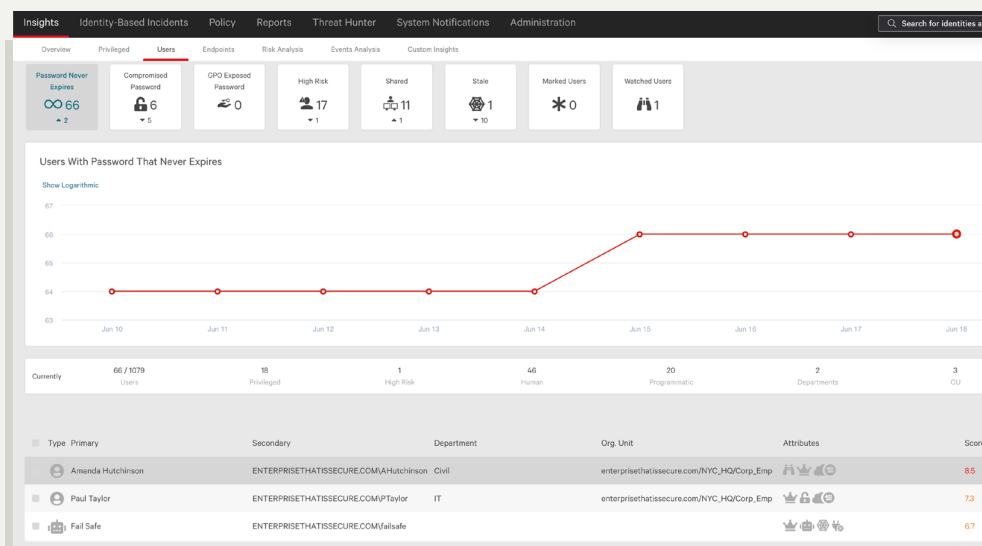 Insights Identity-Based Incidents Policy Reports Threat Hunter System Notifications Administration Search for identities a
Overview Privileged Users Endpoints Risk Analysis Events Analysis Custom Insights
Password Never Expires
66
2
Compromised Password
6
5
GPO Exposed Password
0
High Risk
17
1
Shared
11
1
Stale
1
10
Marked Users
0
Watched Users
1
Users With Password That Never Expires
Show Logarithmic
67
66
65
64
63
Jun 10 Jun 11 Jun 12 Jun 13 Jun 14 Jun 15 Jun 16 Jun 17 Jun 18
Currently
66 / 1079 18 1 46 20 2 3
Users Privileged High Risk Human Programmatic Departments OU
Type Primary Secondary Department Org. Unit Attributes Score
Amanda Hutchinson ENTERPRISETHATISSECURE.COM\AHutchinson Civil enterprisethatissecure.com/NYC_HQ/Corp_Emp 8.5
Paul Taylor ENTERPRISETHATISSECURE.COM\PTaylor IT enterprisethatissecure.com/NYC_HQ/Corp_Emp 7.3
Fail Safe ENTERPRISETHATISSECURE.COM\failsafe 6.7